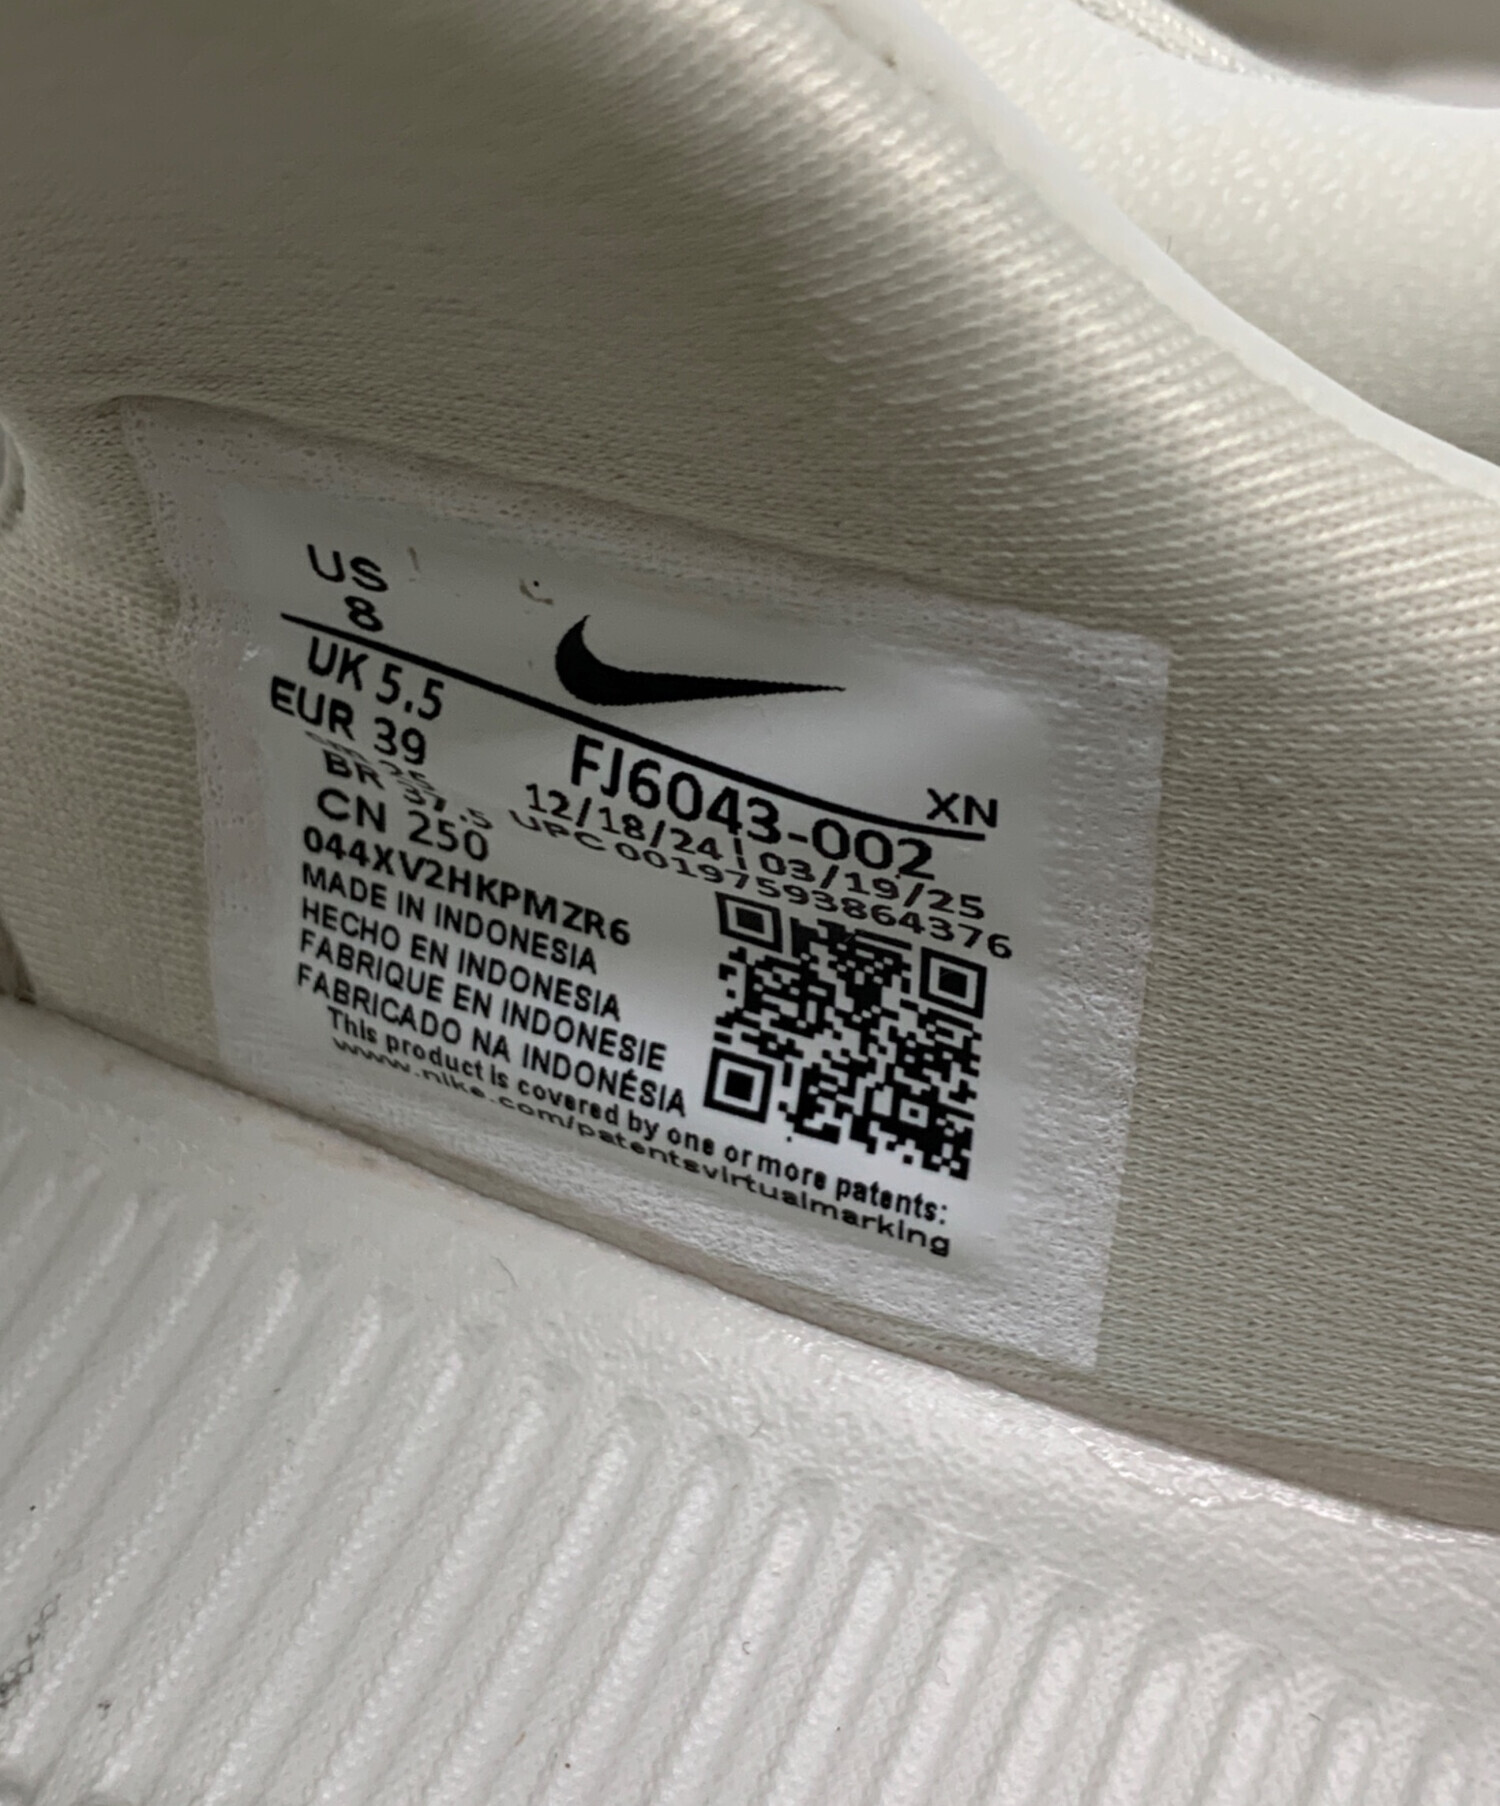 US
8
UK 5.5
EUR 39
BR 37.5
CN 250
XN
FJ6043-002
12/18/24 | 03/19/25
UPC 00197593864376
044XV2HKPMZR6
MADE IN INDONESIA
HECHO EN INDONESIA
FABRIQUE EN INDONESIE
FABRICADO NA INDONÉSIA
This product is covered by one or more patents:
www.nike.com/patentsvirtualmarking